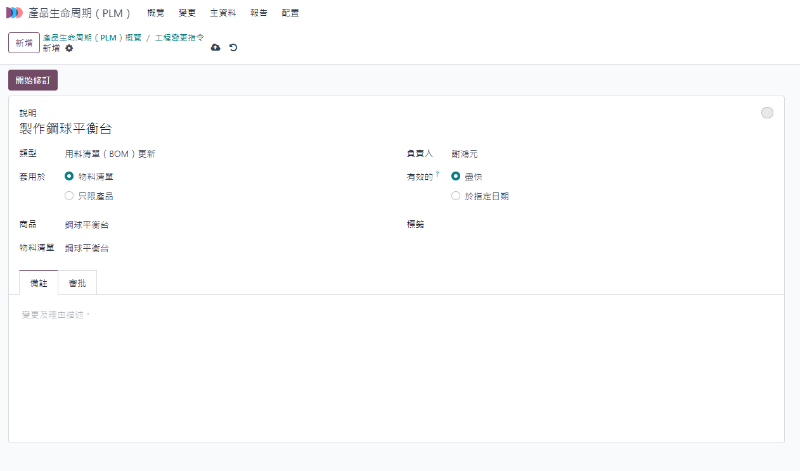 產品生命周期（PLM） 概覽 變更 主資料 報告 配置
新增 產品生命周期（PLM）概覽 / 工程變更指令
新增
開始修訂
說明
製作鋼球平衡台
類型 用料清單（BOM）更新 負責人 謝鴻元
套用於 物料清單 有效的? 盡快
只限產品 於指定日期
商品 鋼球平衡台 標籤
物料清單 鋼球平衡台
備註 審批
變更及理由描述。